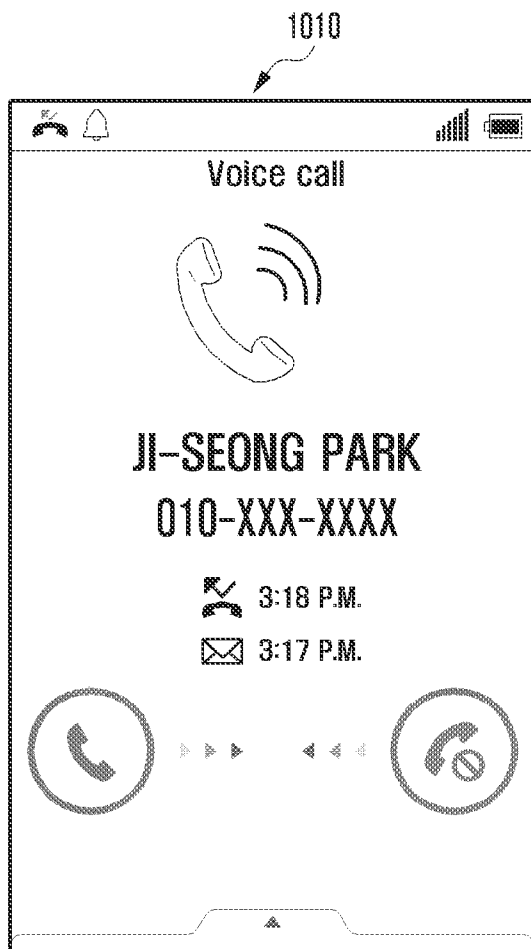 1010
Voice call
JI-SEONG PARK
010-XXX-XXXX
3:18 P.M.
3:17 P.M.